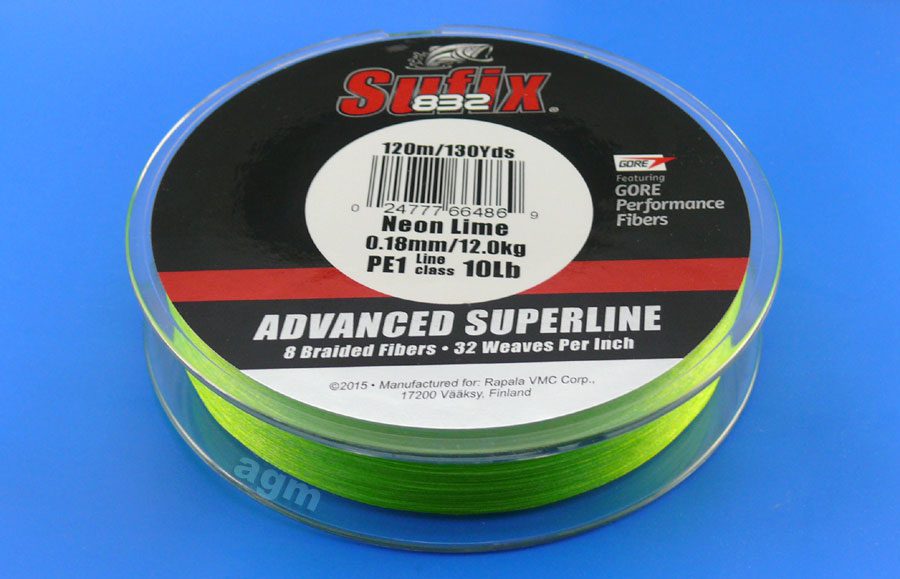 Sufix
832
®
120m/130Yds
0 24777 66486 9
Neon Lime
0.18mm/12.0kg
PE1 Line class 10Lb
GORE
Featuring
GORE
Performance
Fibers
ADVANCED SUPERLINE
8 Braided Fibers • 32 Weaves Per Inch
©2015 • Manufactured for: Rapala VMC Corp.,
17200 Vääksy, Finland
agm